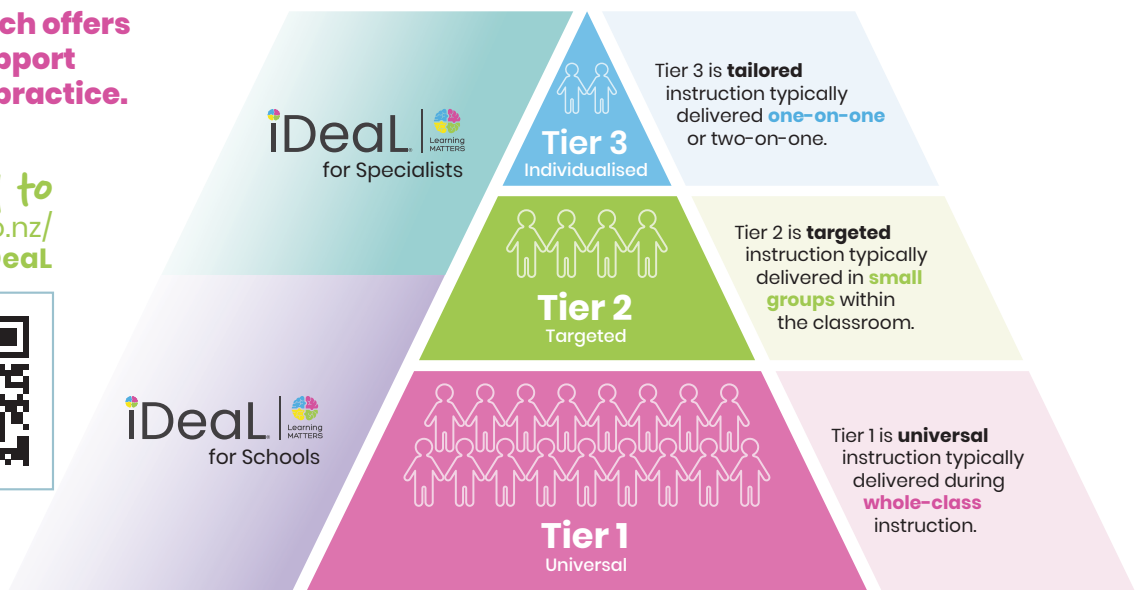 ch offers
pport
practice.
to
o.nz/
DeaL
iDeaL
Learning
MATTERS
for Specialists
iDeaL
Learning
MATTERS
for Schools
Tier 3
Individualised
Tier 2
Targeted
Tier 1
Universal
Tier 3 is tailored
instruction typically
delivered one-on-one
or two-on-one.
Tier 2 is targeted
instruction typically
delivered in small
groups within
the classroom.
Tier 1 is universal
instruction typically
delivered during
whole-class
instruction.